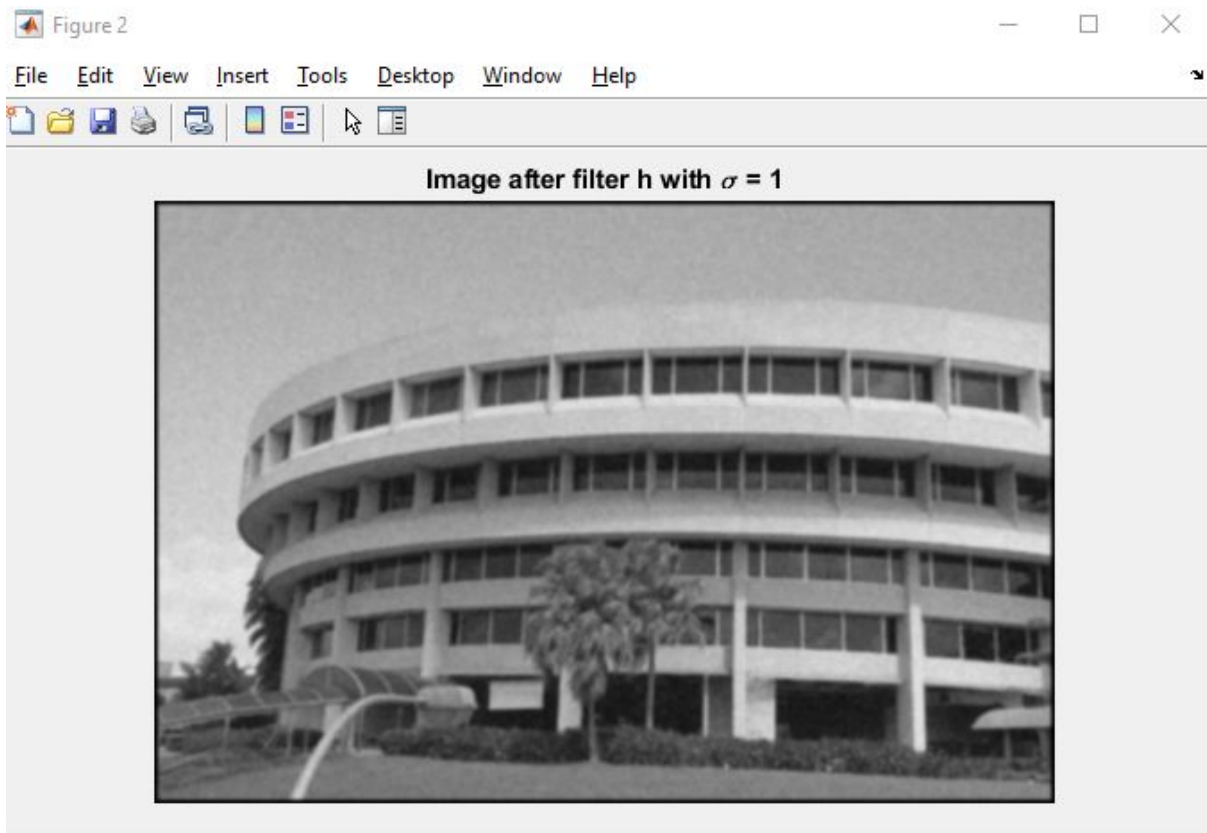 Figure 2
File Edit View Insert Tools Desktop Window Help
Image after filter h with σ = 1